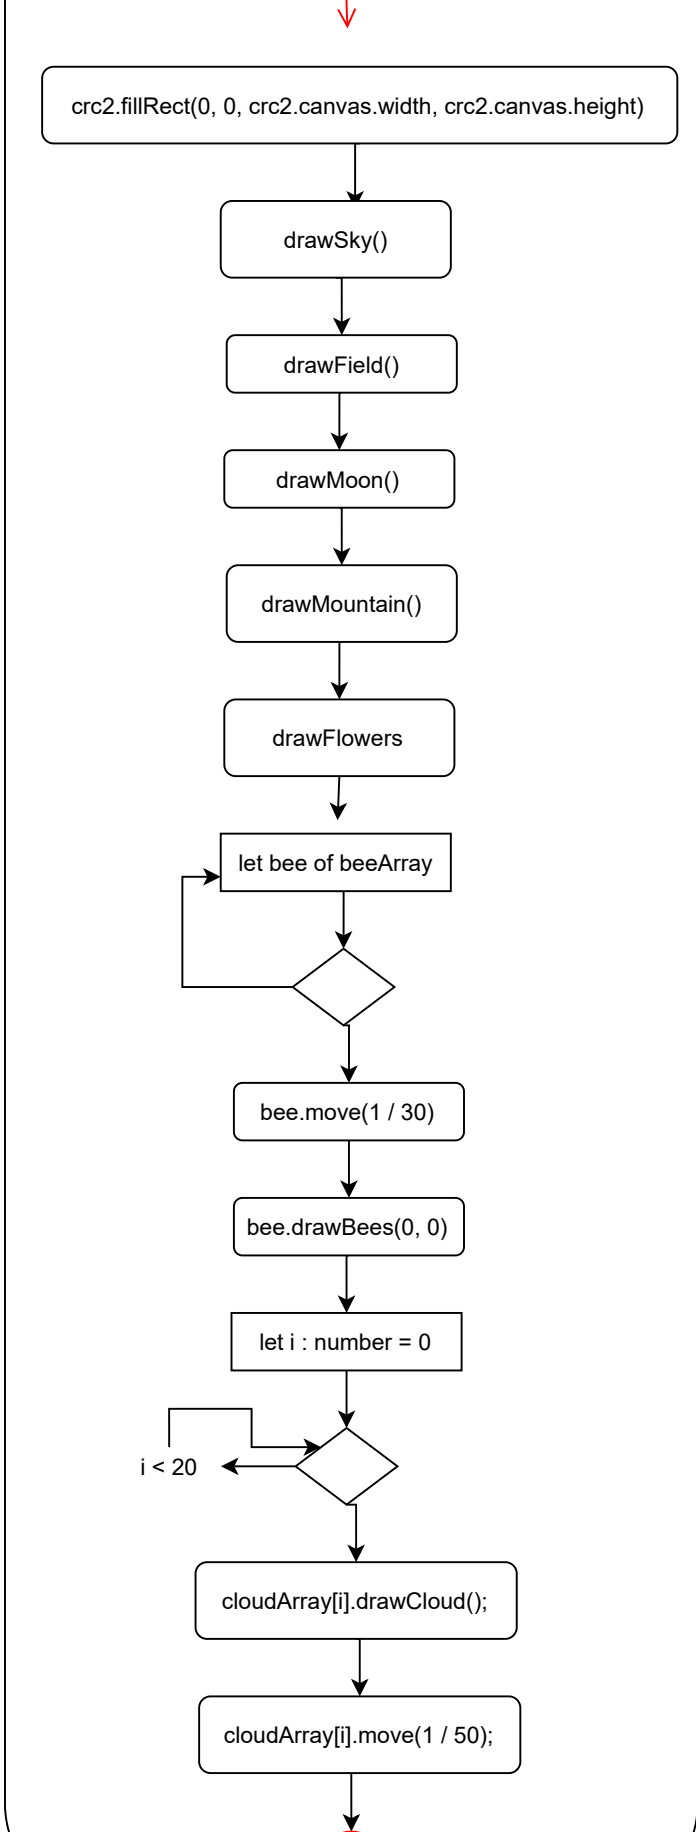 crc2.fillRect(0, 0, crc2.canvas.width, crc2.canvas.height)
drawSky()
drawField()
drawMoon()
drawMountain()
drawFlowers
let bee of beeArray
bee.move(1 / 30)
bee.drawBees(0, 0)
let i : number = 0
i < 20
cloudArray[i].drawCloud();
cloudArray[i].move(1 / 50);